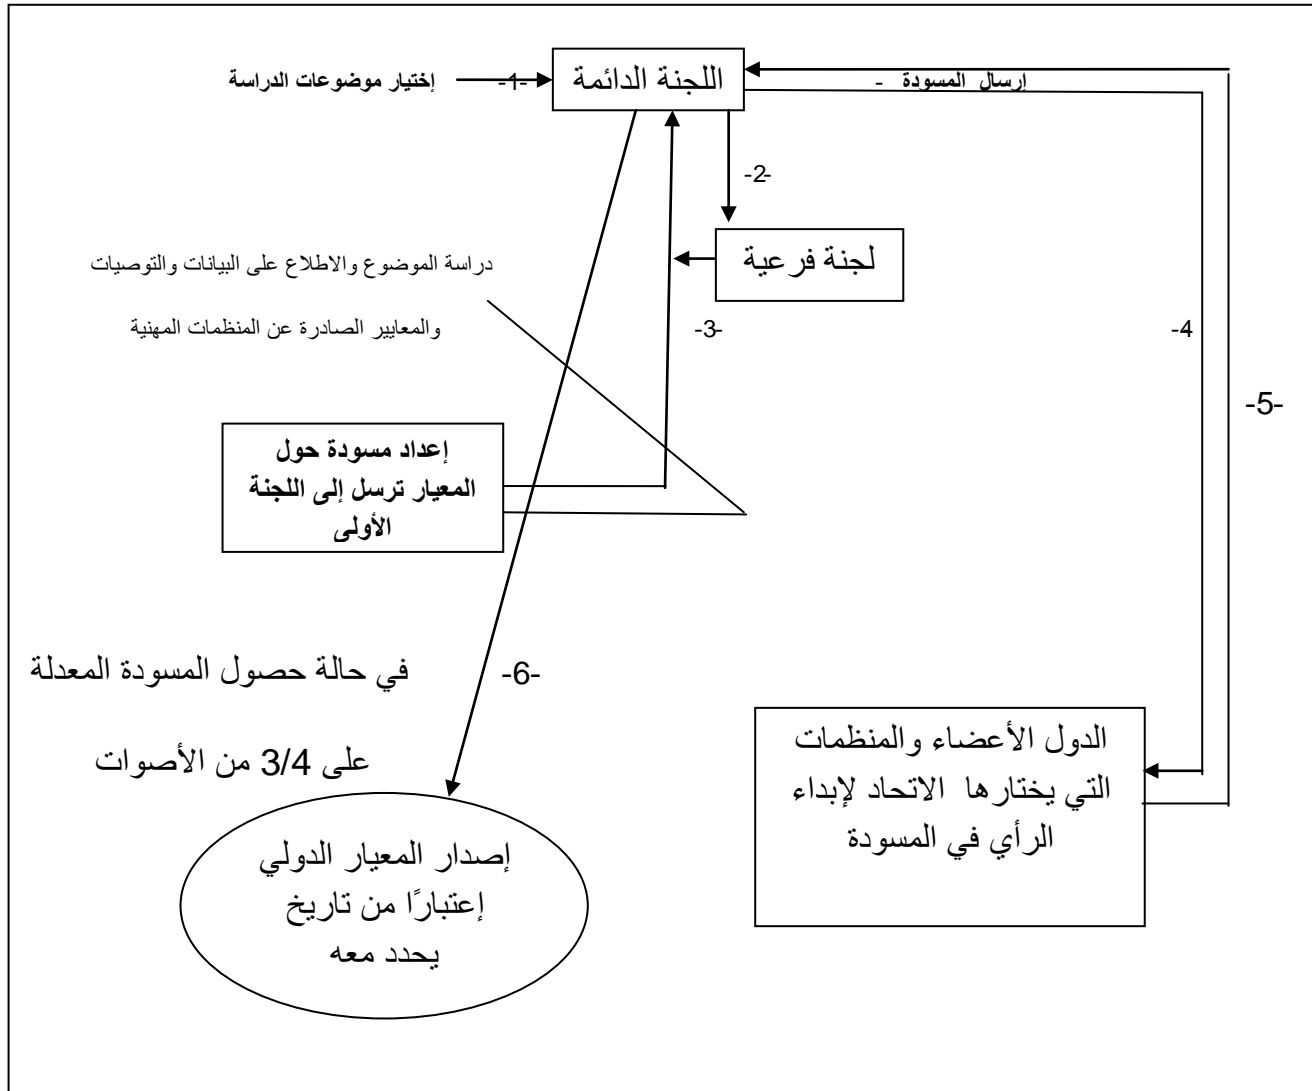 إختيار موضوعات الدراسة
-1-
اللجنة الدائمة
إرسال المسودة -
-2-
لجنة فرعية
دراسة الموضوع والاطلاع على البيانات والتوصيات
والمعايير الصادرة عن المنظمات المهنية
-3-
-4
-5-
إعداد مسودة حول
المعيار ترسل إلى اللجنة
الأولى
في حالة حصول المسودة المعدلة
-6-
على 3/4 من الأصوات
الدول الأعضاء والمنظمات
التي يختارها الاتحاد لإبداء
الرأي في المسودة
إصدار المعيار الدولي
إعتبارًا من تاريخ
يحدد معه